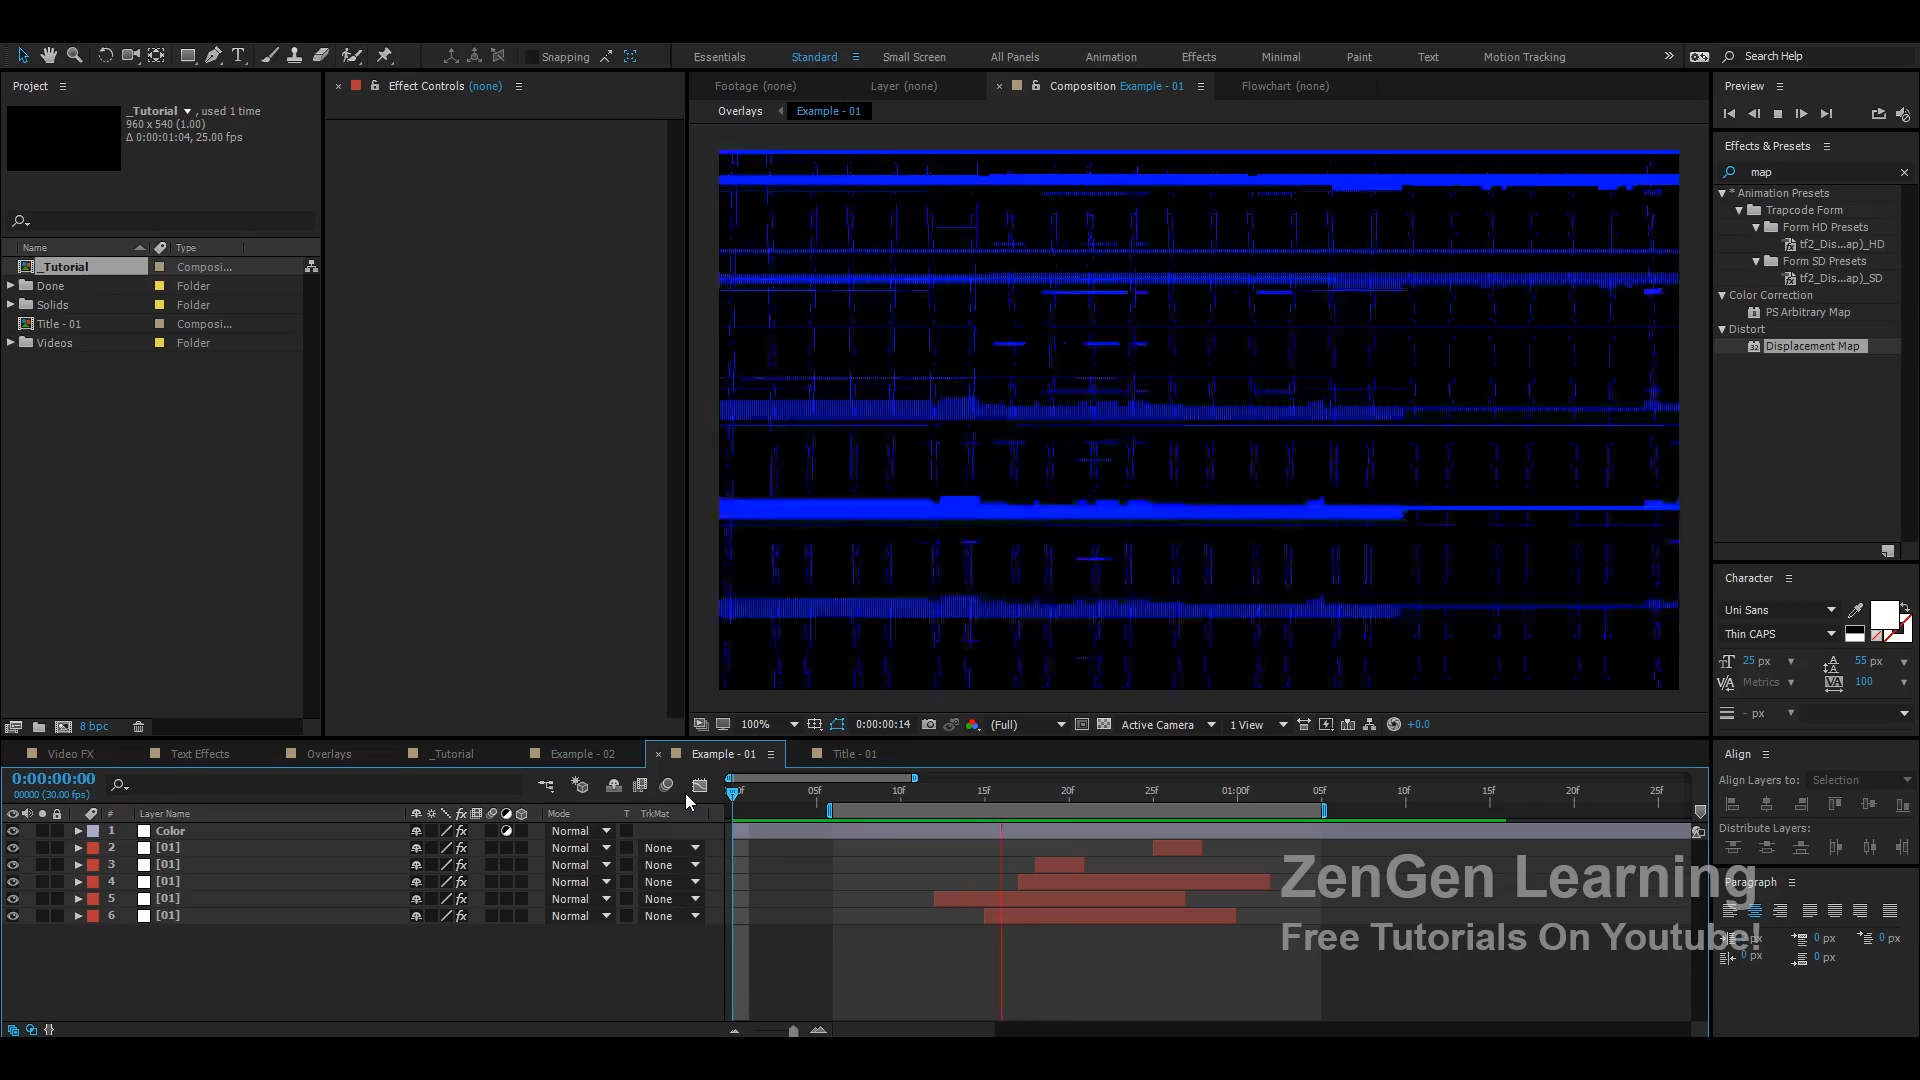 Snapping
Essentials
Standard
Small Screen
All Panels
Animation
Effects
Minimal
Paint
Text
Motion Tracking
Search Help
Project
_Tutorial ▼ , used 1 time
960 x 540 (1.00)
Δ 0:00:01:04, 25.00 fps
Name Type
_Tutorial Composi...
Done Folder
Solids Folder
Title - 01 Composi...
Videos Folder
8 bpc
Effect Controls (none)
Footage (none)
Layer (none)
Composition Example - 01
Flowchart (none)
Overlays
Example - 01
100%
0:00:00:14
(Full)
Active Camera
1 View
+0.0
Preview
Effects & Presets
map
* Animation Presets
Trapcode Form
Form HD Presets
tf2_Dis...ap)_HD
Form SD Presets
tf2_Dis...ap)_SD
Color Correction
PS Arbitrary Map
Distort
32 Displacement Map
Character
Uni Sans
Thin CAPS
25 px
55 px
Metrics
100
- px
Align
Align Layers to: Selection
Distribute Layers:
Paragraph
0 px
0 px
0 px
0 px
Video FX
Text Effects
Overlays
_Tutorial
Example - 02
Example - 01
Title - 01
0:00:00:00
00000 (30.00 fps)
05f 10f 15f 20f 25f 01:00f 05f 10f 15f 20f 25f
# Layer Name Mode T TrkMat
1 Color Normal
2 [01] Normal None
3 [01] Normal None
4 [01] Normal None
5 [01] Normal None
6 [01] Normal None
ZenGen Learning
Free Tutorials On Youtube!